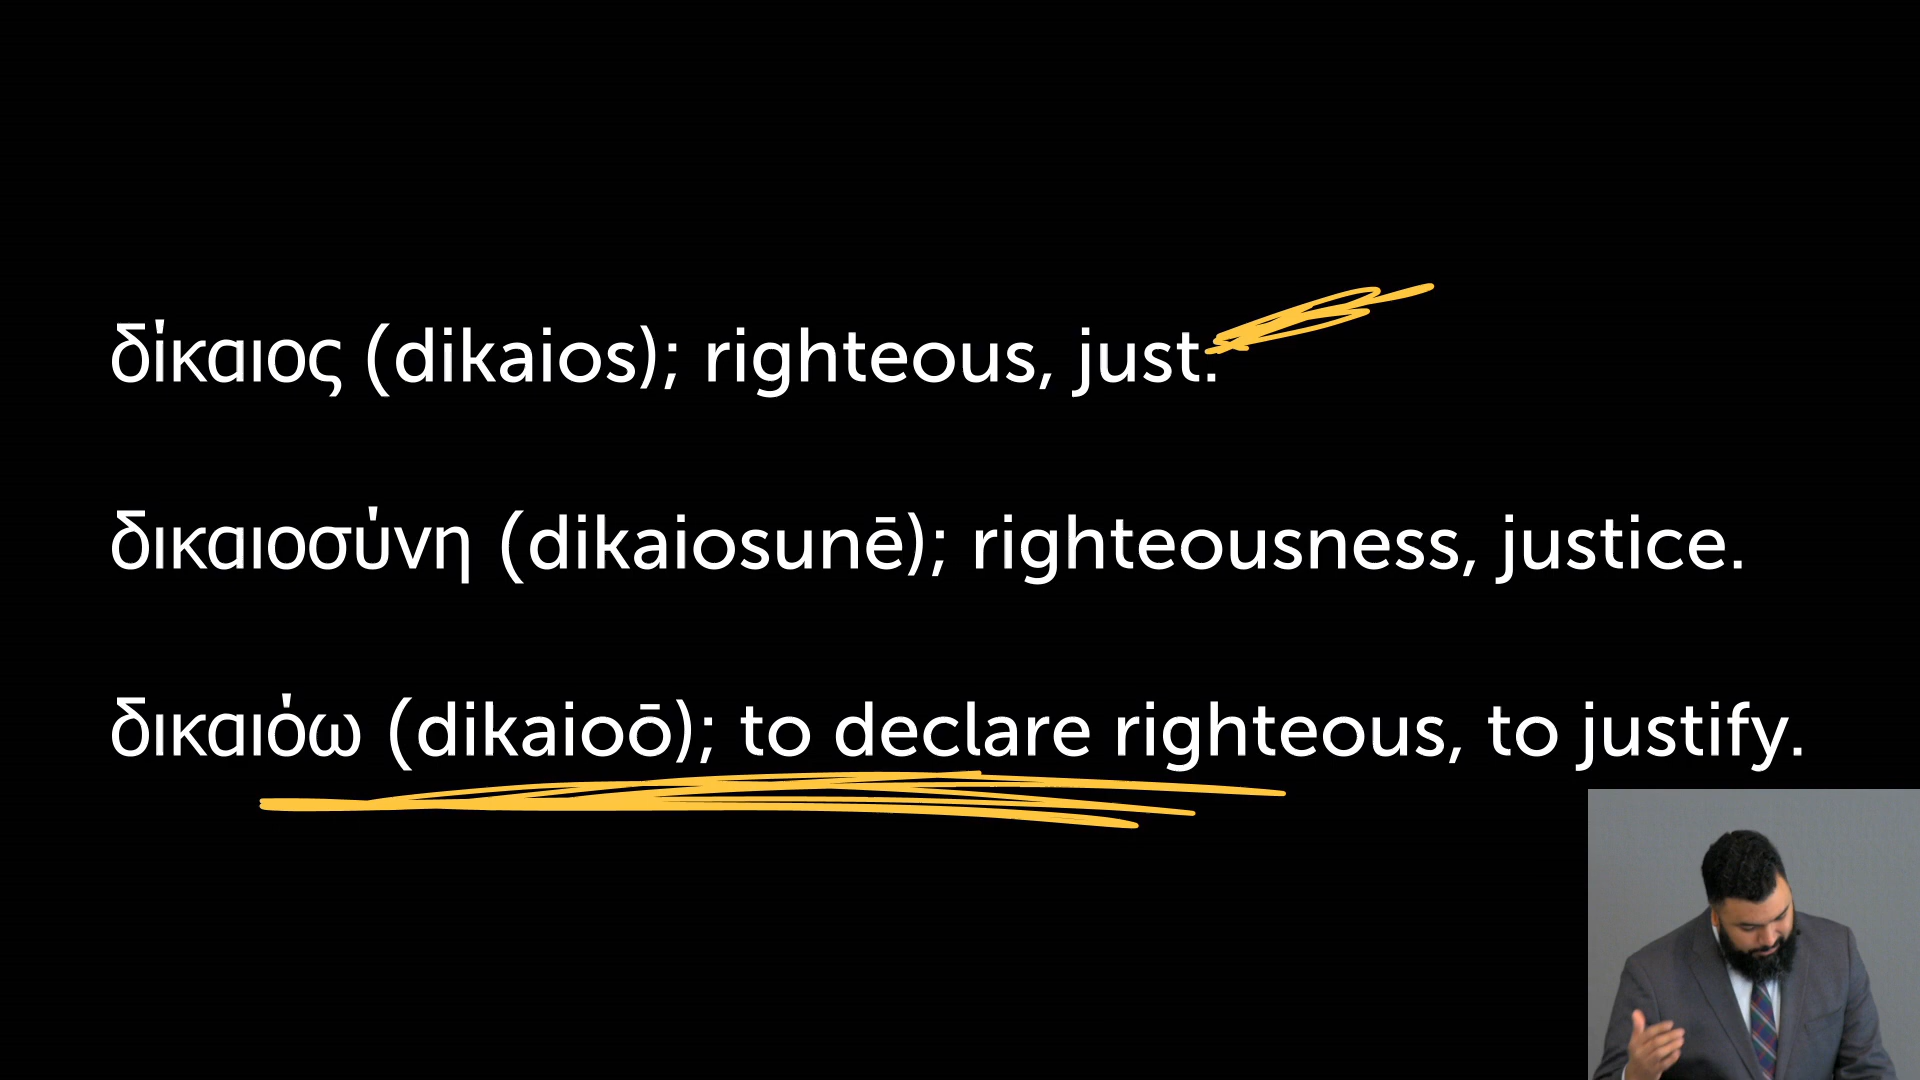 δίκαιος (dikaios); righteous, just.
δικαιοσύνη (dikaiosunē); righteousness, justice.
δικαιόω (dikaioō); to declare righteous, to justify.